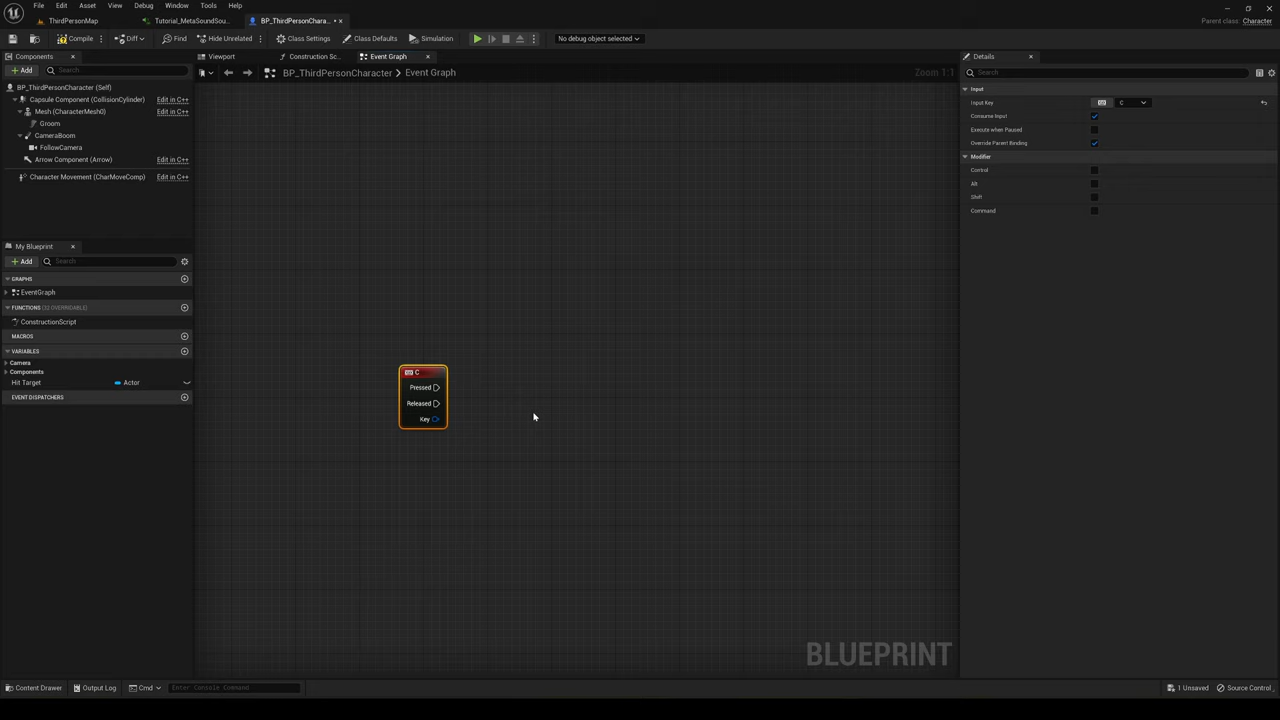 File Edit Asset View Debug Window Tools Help
ThirdPersonMap Tutorial_MetaSoundSou... BP_ThirdPersonChara... Parent class: Character
Compile Diff Find Hide Unrelated Class Settings Class Defaults Simulation No debug object selected
Components Viewport Construction Sc... Event Graph Details
Add Search BP_ThirdPersonCharacter > Event Graph Zoom 1:1 Search
BP_ThirdPersonCharacter (Self) Input
Capsule Component (CollisionCylinder) Edit in C++ Input Key C
Mesh (CharacterMesh0) Edit in C++ Consume Input
Groom Execute when Paused
CameraBoom Override Parent Binding
FollowCamera Modifier
Arrow Component (Arrow) Edit in C++ Control
Character Movement (CharMoveComp) Edit in C++ Alt
Shift
Command
My Blueprint
Add Search
GRAPHS
EventGraph
FUNCTIONS (32 OVERRIDABLE)
ConstructionScript
MACROS
VARIABLES
Camera
Components
Hit Target Actor
EVENT DISPATCHERS
C
Pressed
Released
Key
BLUEPRINT
Content Drawer Output Log Cmd Enter Console Command 1 Unsaved Source Control